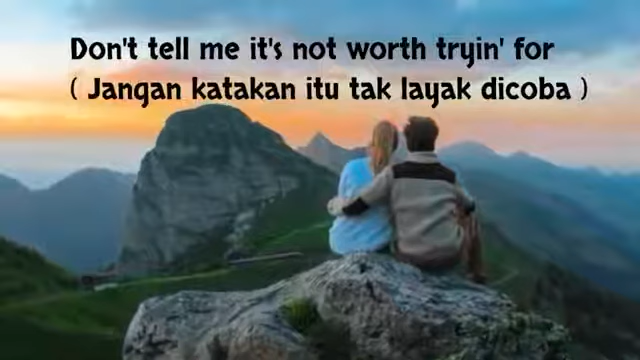 Don't tell me it's not worth tryin' for
( Jangan katakan itu tak layak dicoba )